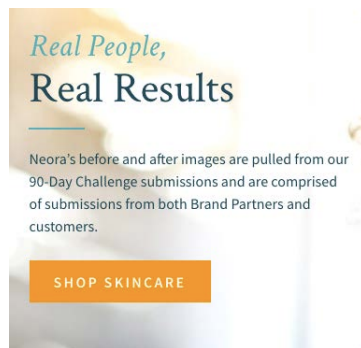 Real People,
Real Results
Neora's before and after images are pulled from our
90-Day Challenge submissions and are comprised
of submissions from both Brand Partners and
customers.
SHOP SKINCARE